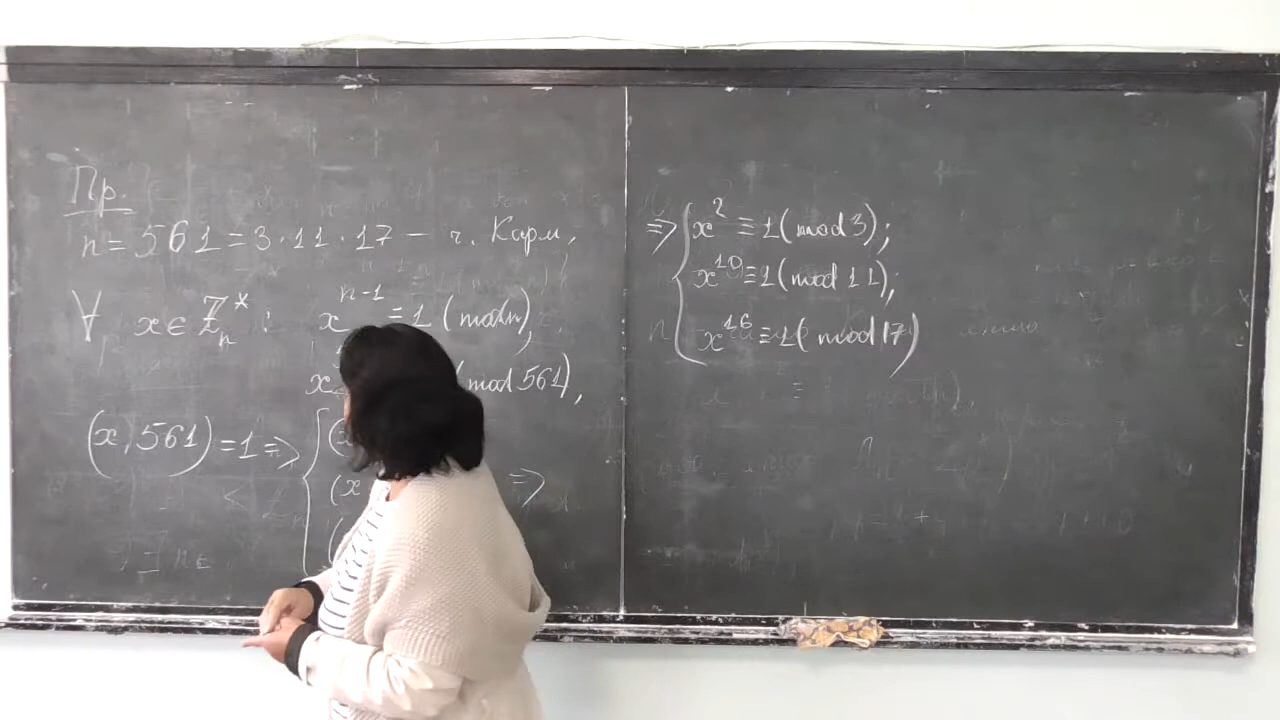 Пр.
n = 561 = 3 · 11 · 17 — ч. Карм.,
∀ x ∈ ℤₙ* : xⁿ⁻¹ ≡ 1 (mod n),
x (mod 561),
(x, 561) = 1 ⇒ { (x
(x ⇒
(
⇒ { x² ≡ 1 (mod 3);
x¹⁰ ≡ 1 (mod 11);
x¹⁶ ≡ 1 (mod 17)